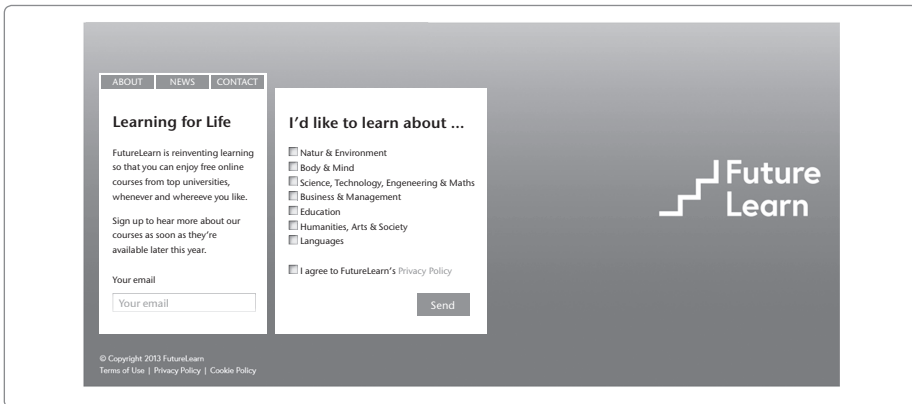 ABOUT NEWS CONTACT
Learning for Life
FutureLearn is reinventing learning
so that you can enjoy free online
courses from top universities,
whenever and whereeve you like.
Sign up to hear more about our
courses as soon as they're
available later this year.
Your email
Your email
I'd like to learn about ...
Natur & Environment
Body & Mind
Science, Technology, Engeneering & Maths
Business & Management
Education
Humanities, Arts & Society
Languages
I agree to FutureLearn's Privacy Policy
Send
Future
Learn
© Copyright 2013 FutureLearn
Terms of Use | Privacy Policy | Cookie Policy